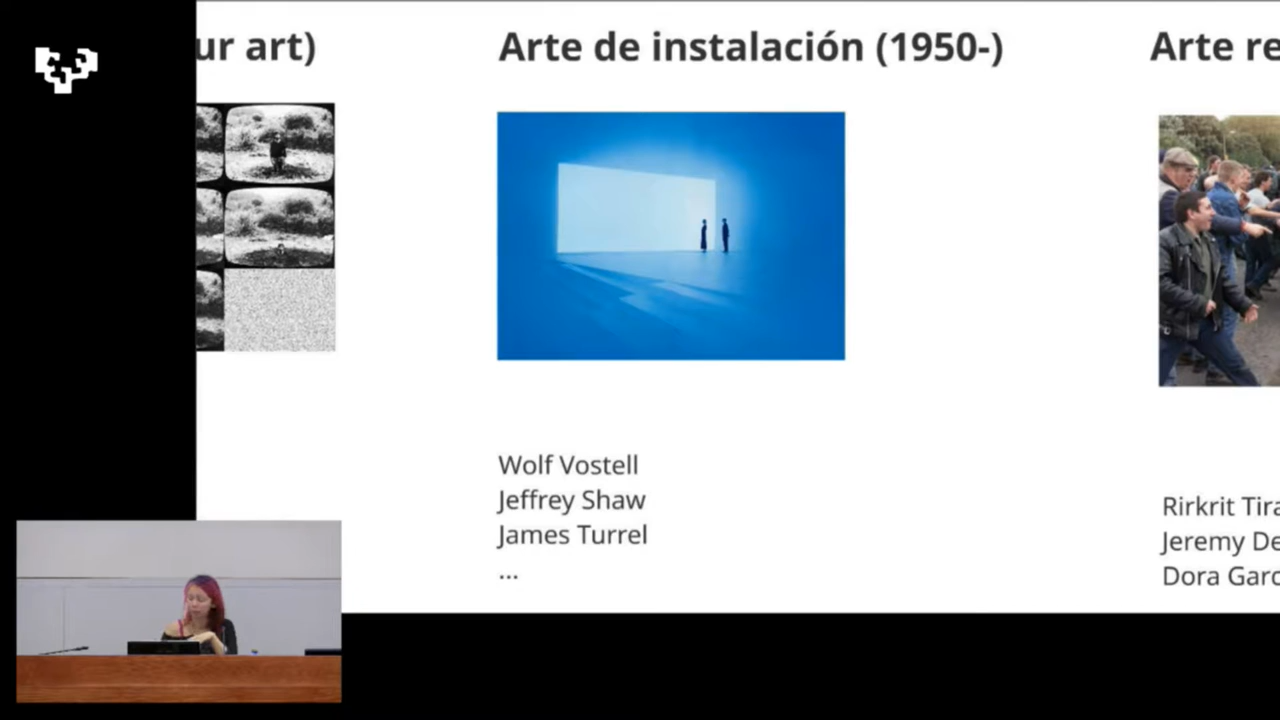 ur art)
Arte de instalación (1950-)
Arte re
Wolf Vostell
Jeffrey Shaw
James Turrel
...
Rirkrit Tira
Jeremy De
Dora Garc